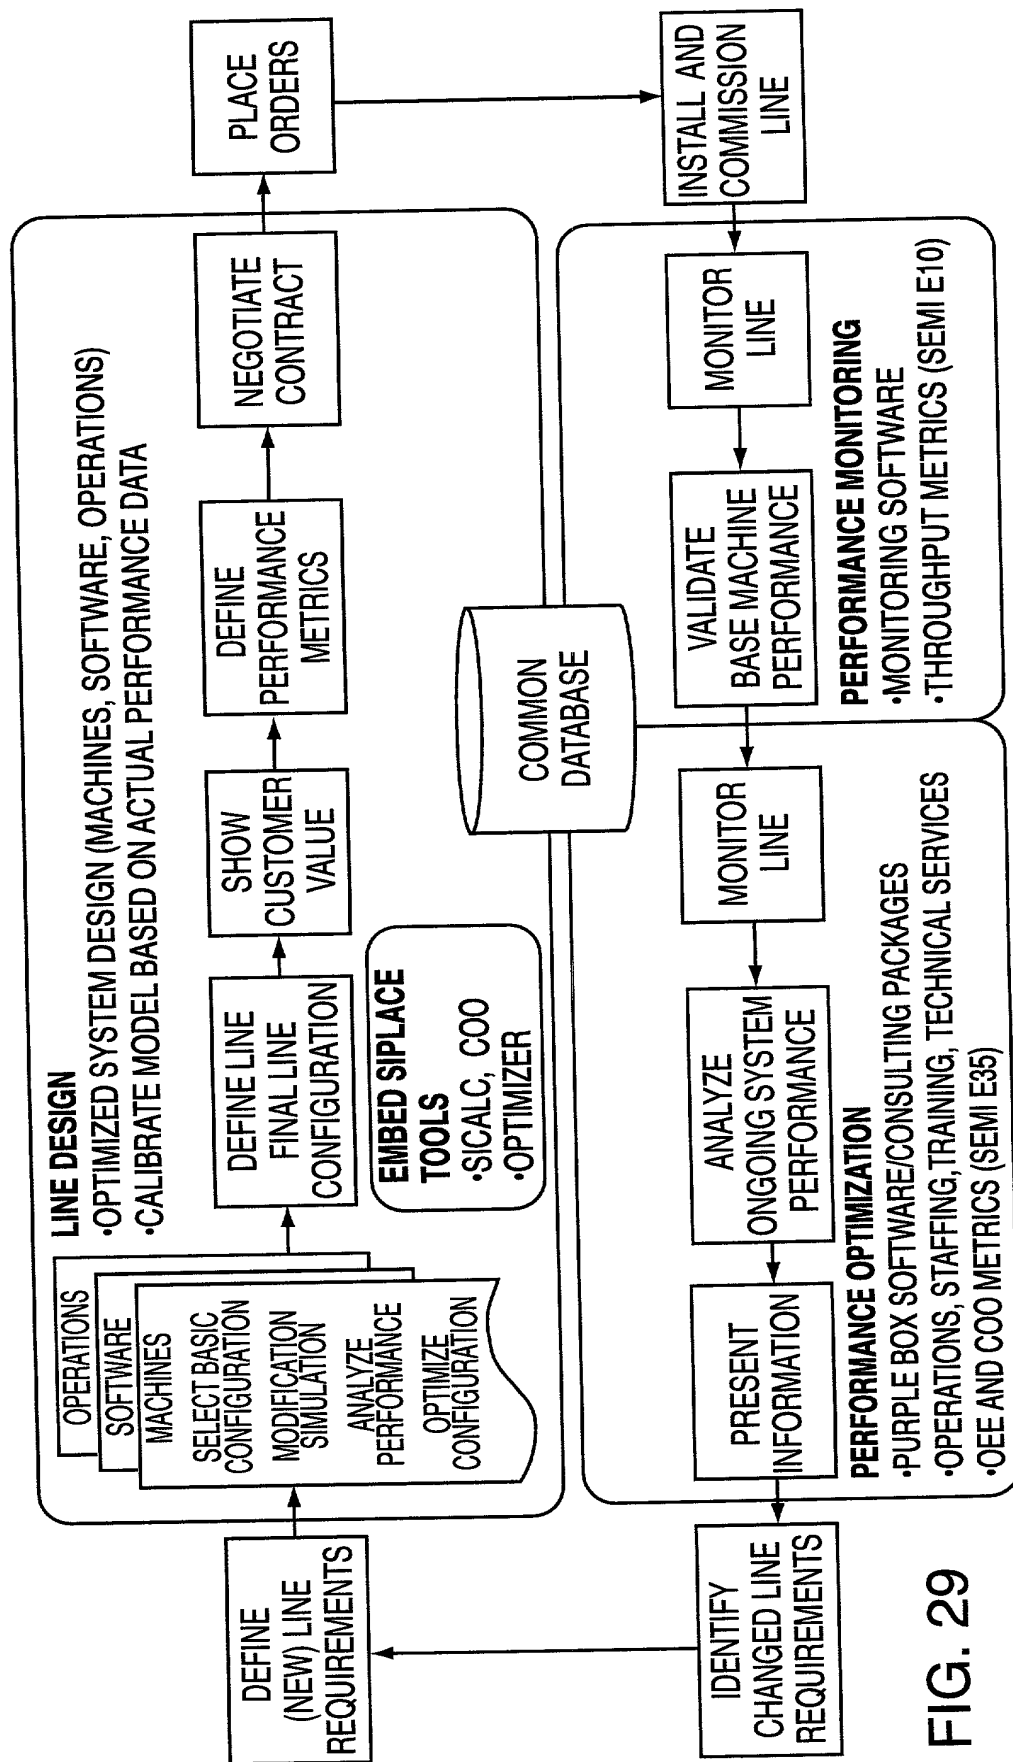 LINE DESIGN
•OPTIMIZED SYSTEM DESIGN (MACHINES, SOFTWARE, OPERATIONS)
•CALIBRATE MODEL BASED ON ACTUAL PERFORMANCE DATA
DEFINE
(NEW) LINE
REQUIREMENTS
OPERATIONS
SOFTWARE
MACHINES
SELECT BASIC
CONFIGURATION
MODIFICATION
SIMULATION
ANALYZE
PERFORMANCE
OPTIMIZE
CONFIGURATION
DEFINE LINE
FINAL LINE
CONFIGURATION
SHOW
CUSTOMER
VALUE
DEFINE
PERFORMANCE
METRICS
NEGOTIATE
CONTRACT
PLACE
ORDERS
EMBED SIPLACE
TOOLS
•SICALC, COO
•OPTIMIZER
COMMON
DATABASE
IDENTIFY
CHANGED LINE
REQUIREMENTS
PRESENT
INFORMATION
ANALYZE
ONGOING SYSTEM
PERFORMANCE
MONITOR
LINE
VALIDATE
BASE MACHINE
PERFORMANCE
MONITOR
LINE
INSTALL AND
COMMISSION
LINE
PERFORMANCE OPTIMIZATION
•PURPLE BOX SOFTWARE/CONSULTING PACKAGES
•OPERATIONS, STAFFING, TRAINING, TECHNICAL SERVICES
•OEE AND COO METRICS (SEMI E35)
PERFORMANCE MONITORING
•MONITORING SOFTWARE
•THROUGHPUT METRICS (SEMI E10)
FIG. 29